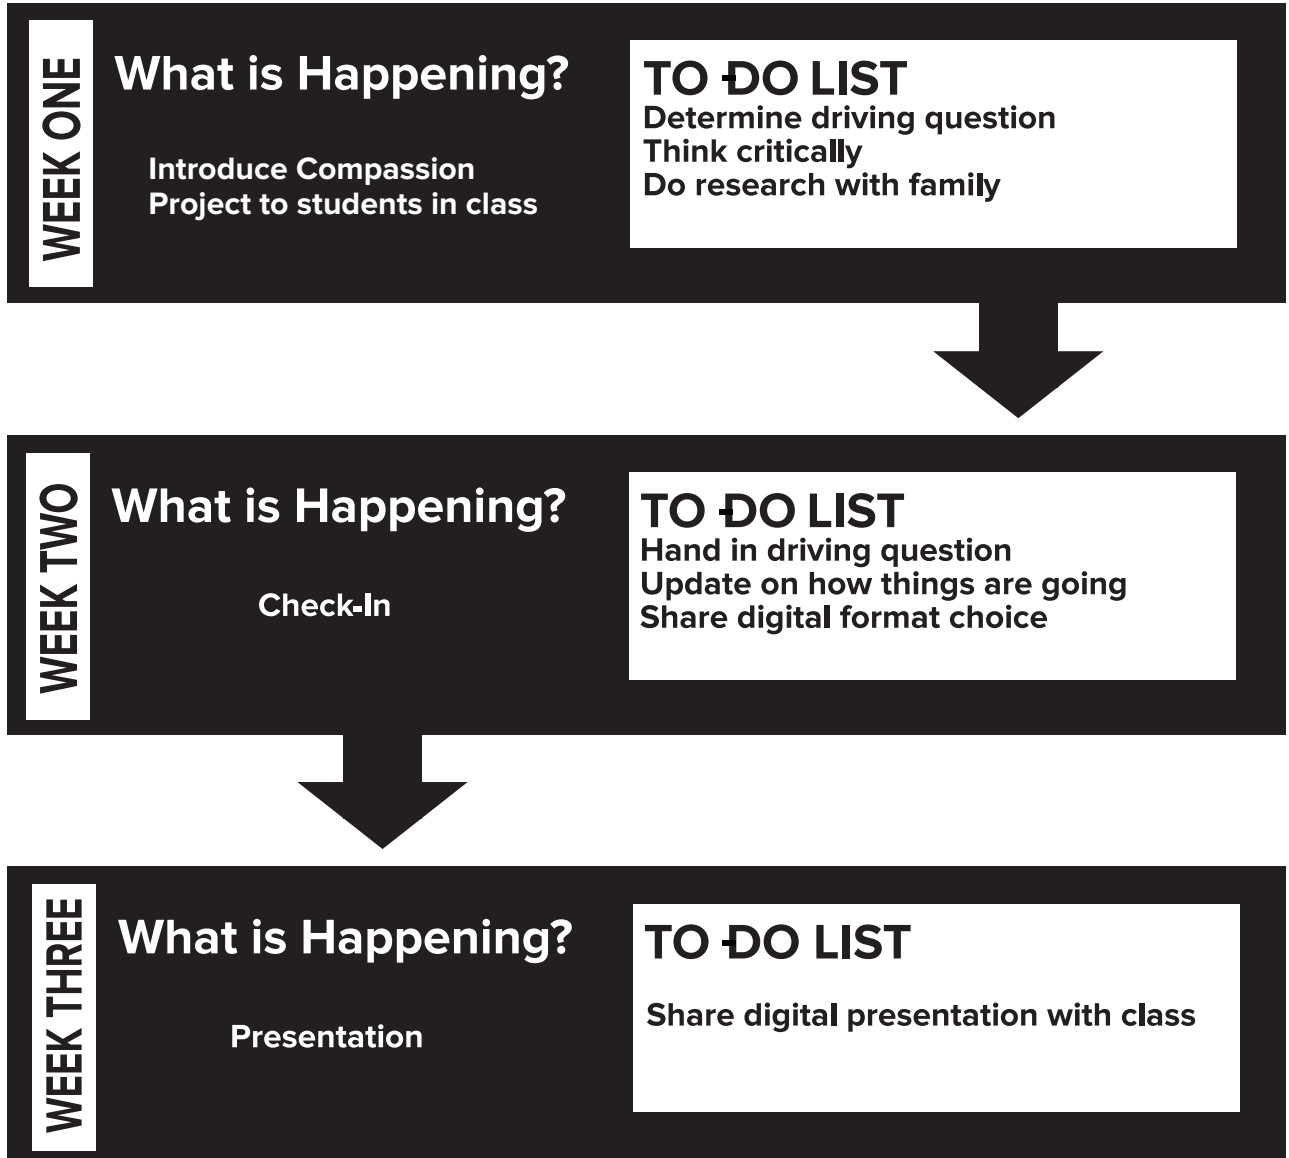 WEEK ONE
What is Happening?
Introduce Compassion
Project to students in class
TO -DO LIST
Determine driving question
Think critically
Do research with family
WEEK TWO
What is Happening?
Check-In
TO -DO LIST
Hand in driving question
Update on how things are going
Share digital format choice
WEEK THREE
What is Happening?
Presentation
TO -DO LIST
Share digital presentation with class